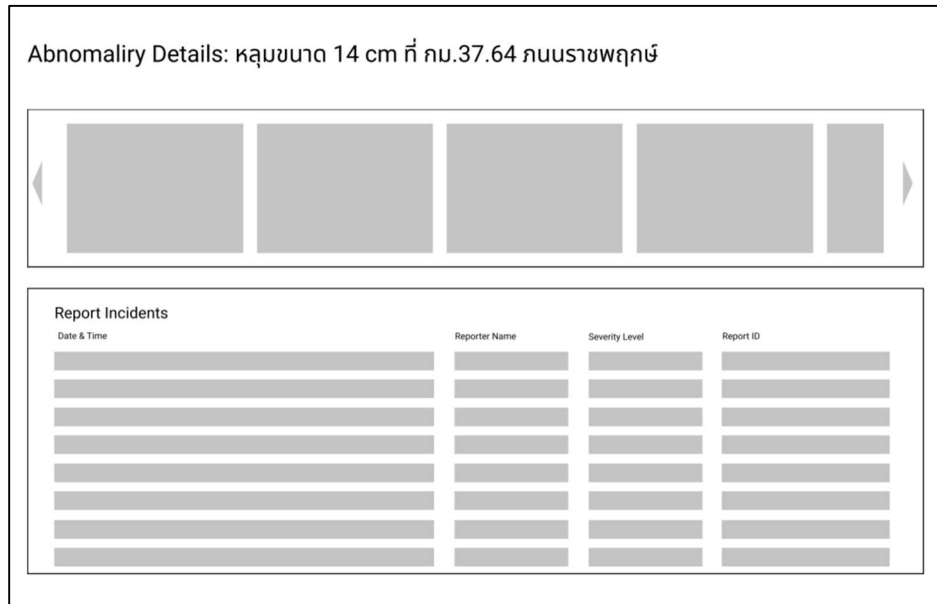 Abnomaliry Details: หลุมขนาด 14 cm ที่ กม.37.64 ภนนราชพฤกษ์
Report Incidents
Date & Time Reporter Name Severity Level Report ID